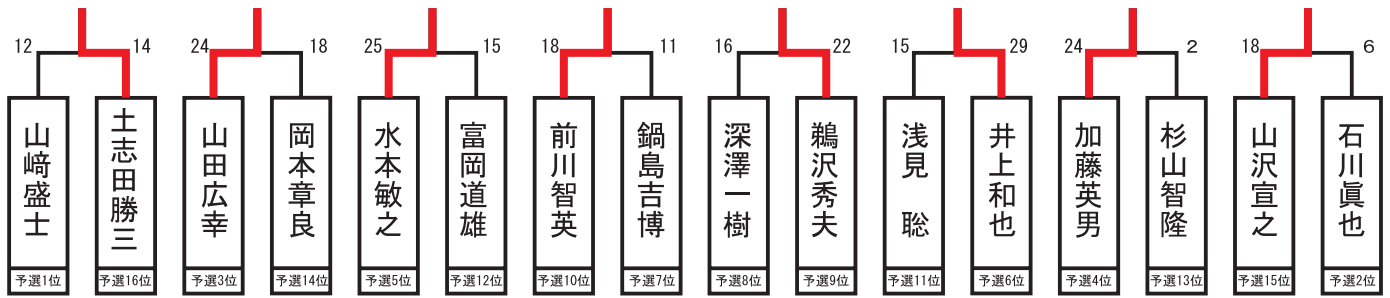 12 14 24 18 25 15 18 11 16 22 15 29 24 2 18 6
山﨑盛士
土志田勝三
山田広幸
岡本章良
水本敏之
富岡道雄
前川智英
鍋島吉博
深澤一樹
鵜沢秀夫
浅見　聡
井上和也
加藤英男
杉山智隆
山沢宣之
石川眞也
予選1位 予選16位 予選3位 予選14位 予選5位 予選12位 予選10位 予選7位 予選8位 予選9位 予選11位 予選6位 予選4位 予選13位 予選15位 予選2位